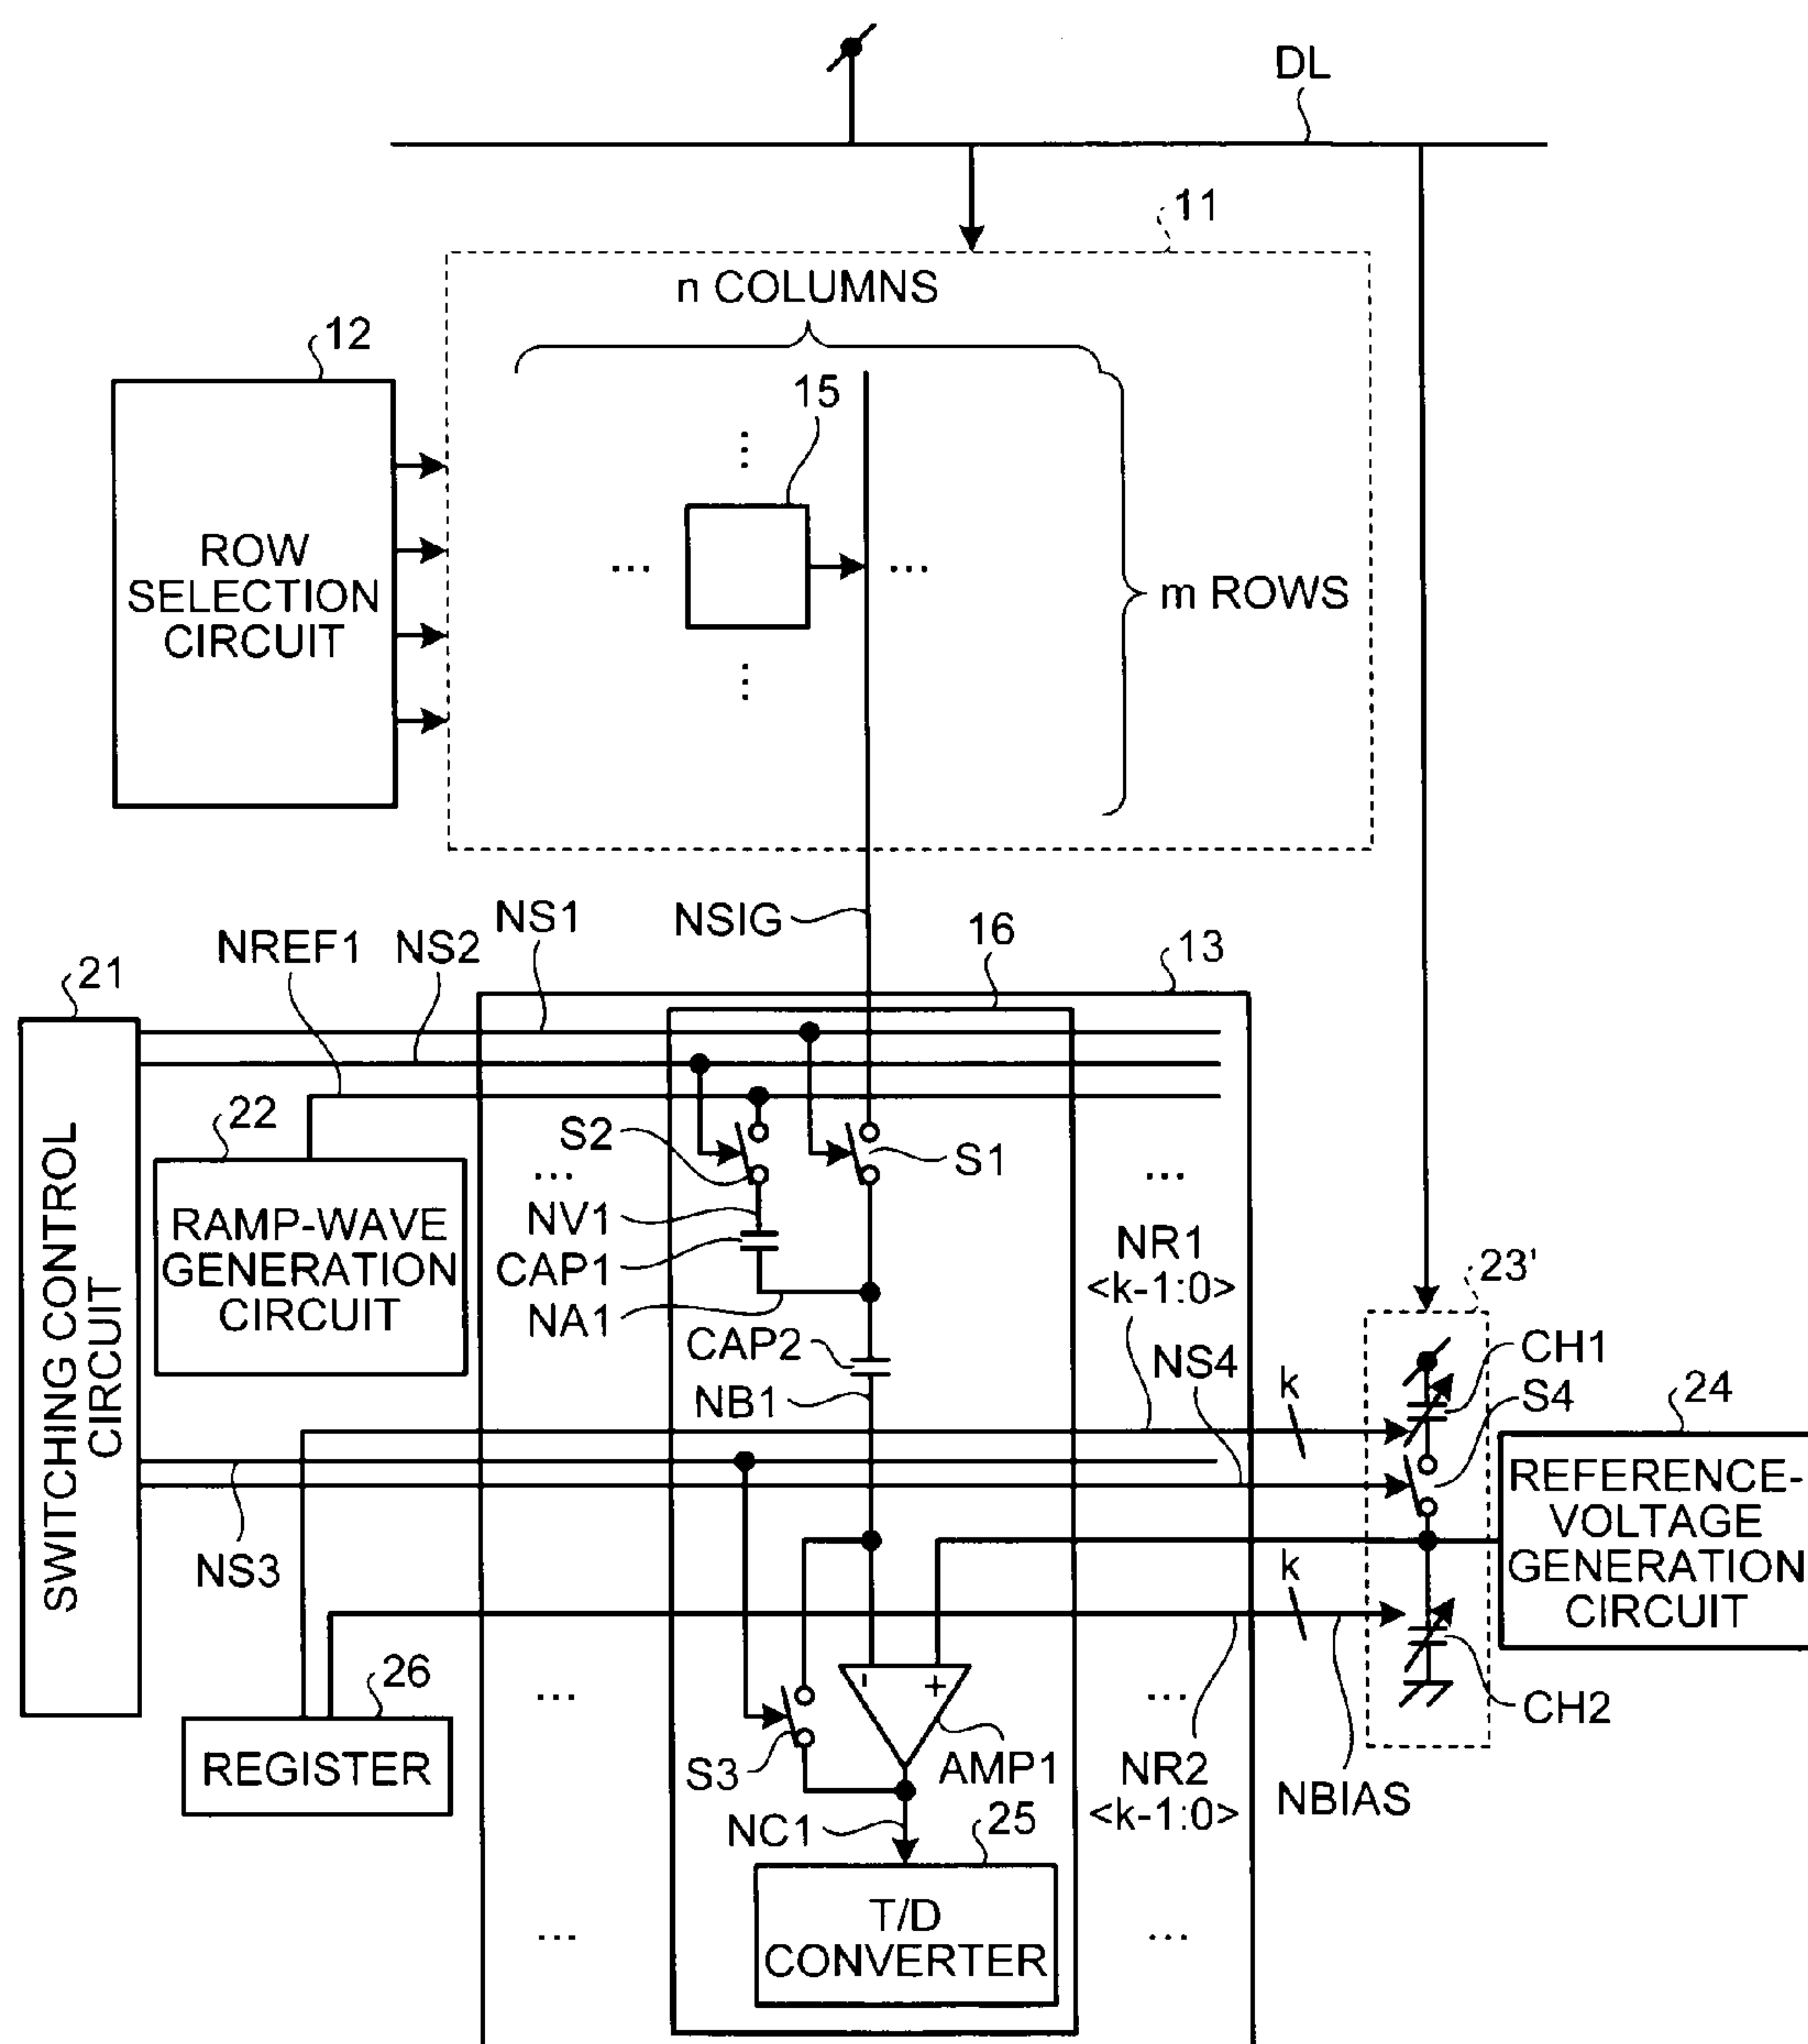 DL
11
n COLUMNS
12
15
ROW
SELECTION
CIRCUIT
...
...
...
...
m ROWS
NS1
NSIG
16
13
NREF1
NS2
21
22
S2
S1
...
...
SWITCHING CONTROL
CIRCUIT
RAMP-WAVE
GENERATION
CIRCUIT
NV1
CAP1
NA1
NR1
<k-1:0>
23'
CAP2
NS4
k
CH1
S4
24
NB1
REFERENCE-
VOLTAGE
GENERATION
CIRCUIT
NS3
k
26
...
- +
...
CH2
REGISTER
S3
AMP1
NR2
<k-1:0>
NBIAS
NC1
25
T/D
CONVERTER
...
...